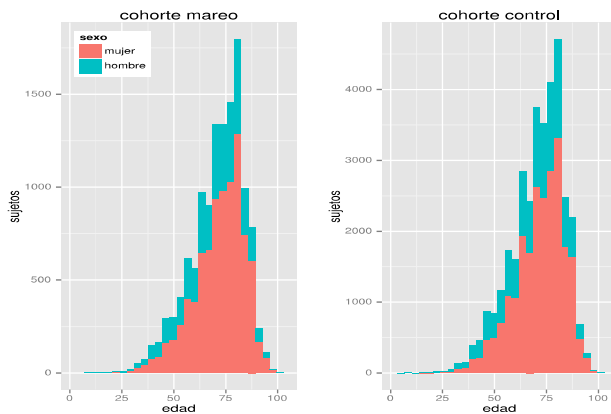 cohorte mareo
sexo
mujer
hombre
1500
1000
500
0
sujetos
0 25 50 75 100
edad
cohorte control
4000
3000
2000
1000
0
sujetos
0 25 50 75 100
edad